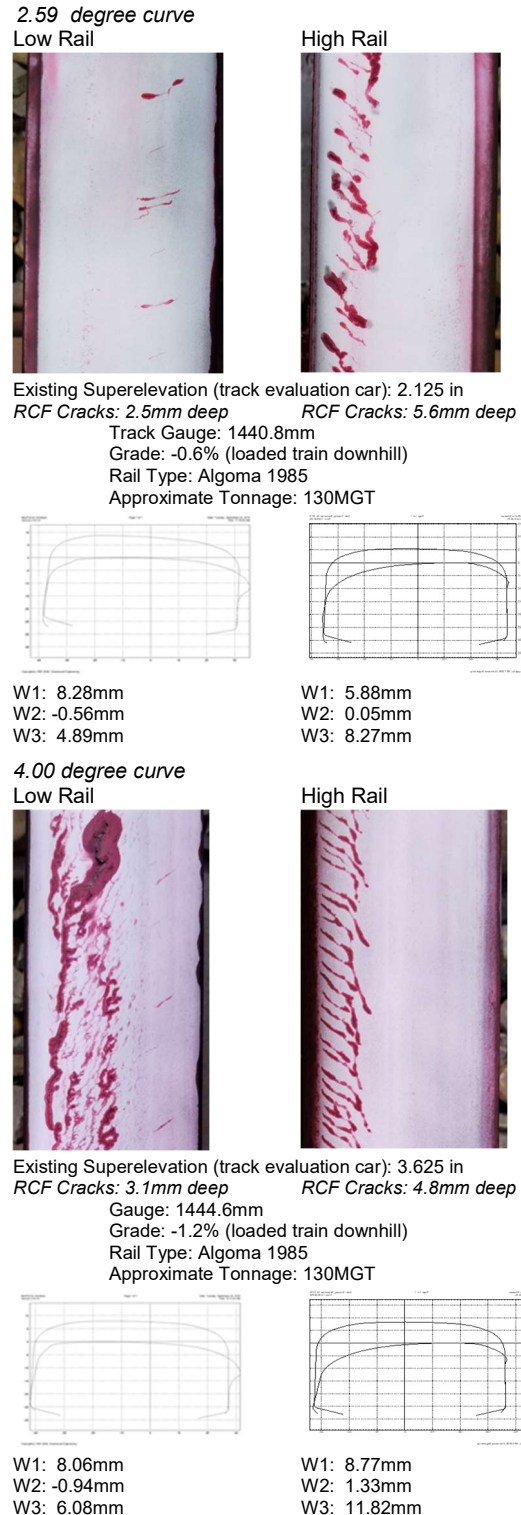 2.59 degree curve
Low Rail High Rail
Existing Superelevation (track evaluation car): 2.125 in
RCF Cracks: 2.5mm deep RCF Cracks: 5.6mm deep
Track Gauge: 1440.8mm
Grade: -0.6% (loaded train downhill)
Rail Type: Algoma 1985
Approximate Tonnage: 130MGT
W1: 8.28mm W1: 5.88mm
W2: -0.56mm W2: 0.05mm
W3: 4.89mm W3: 8.27mm
4.00 degree curve
Low Rail High Rail
Existing Superelevation (track evaluation car): 3.625 in
RCF Cracks: 3.1mm deep RCF Cracks: 4.8mm deep
Gauge: 1444.6mm
Grade: -1.2% (loaded train downhill)
Rail Type: Algoma 1985
Approximate Tonnage: 130MGT
W1: 8.06mm W1: 8.77mm
W2: -0.94mm W2: 1.33mm
W3: 6.08mm W3: 11.82mm